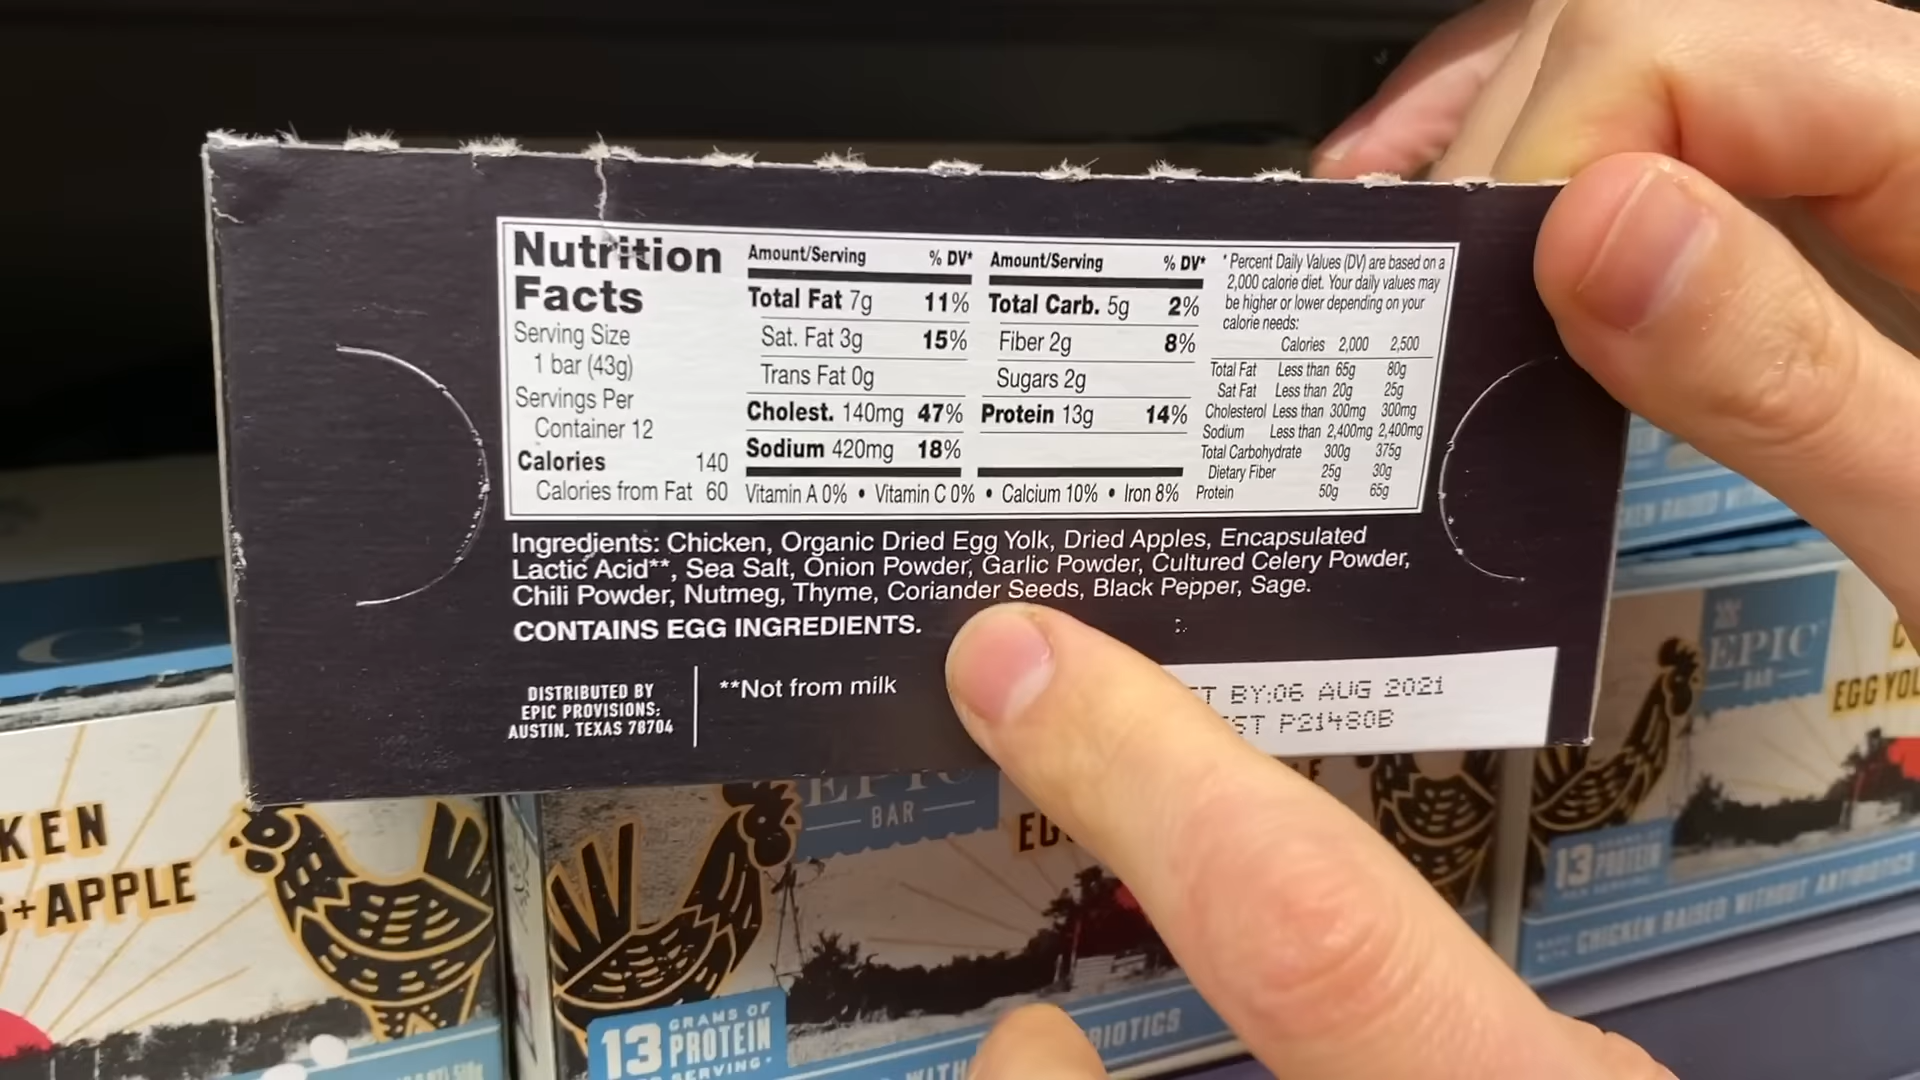 Nutrition
Facts
Serving Size
1 bar (43g)
Servings Per
Container 12
Calories 140
Calories from Fat 60
Amount/Serving % DV*
Total Fat 7g 11%
Sat. Fat 3g 15%
Trans Fat 0g
Cholest. 140mg 47%
Sodium 420mg 18%
Amount/Serving % DV*
Total Carb. 5g 2%
Fiber 2g 8%
Sugars 2g
Protein 13g 14%
Vitamin A 0% • Vitamin C 0% • Calcium 10% • Iron 8%
* Percent Daily Values (DV) are based on a
2,000 calorie diet. Your daily values may
be higher or lower depending on your
calorie needs:
Calories 2,000 2,500
Total Fat Less than 65g 80g
Sat Fat Less than 20g 25g
Cholesterol Less than 300mg 300mg
Sodium Less than 2,400mg 2,400mg
Total Carbohydrate 300g 375g
Dietary Fiber 25g 30g
Protein 50g 65g
Ingredients: Chicken, Organic Dried Egg Yolk, Dried Apples, Encapsulated
Lactic Acid**, Sea Salt, Onion Powder, Garlic Powder, Cultured Celery Powder,
Chili Powder, Nutmeg, Thyme, Coriander Seeds, Black Pepper, Sage.
CONTAINS EGG INGREDIENTS.
DISTRIBUTED BY
EPIC PROVISIONS;
AUSTIN, TEXAS 78704
**Not from milk
BY:06 AUG 2021
P21480B
+APPLE
EPIC
BAR
13 GRAMS OF
PROTEIN
SERVING
EPIC
BAR
13
PROTEIN
CHICKEN RAISED WITHOUT ANTIBIOTICS